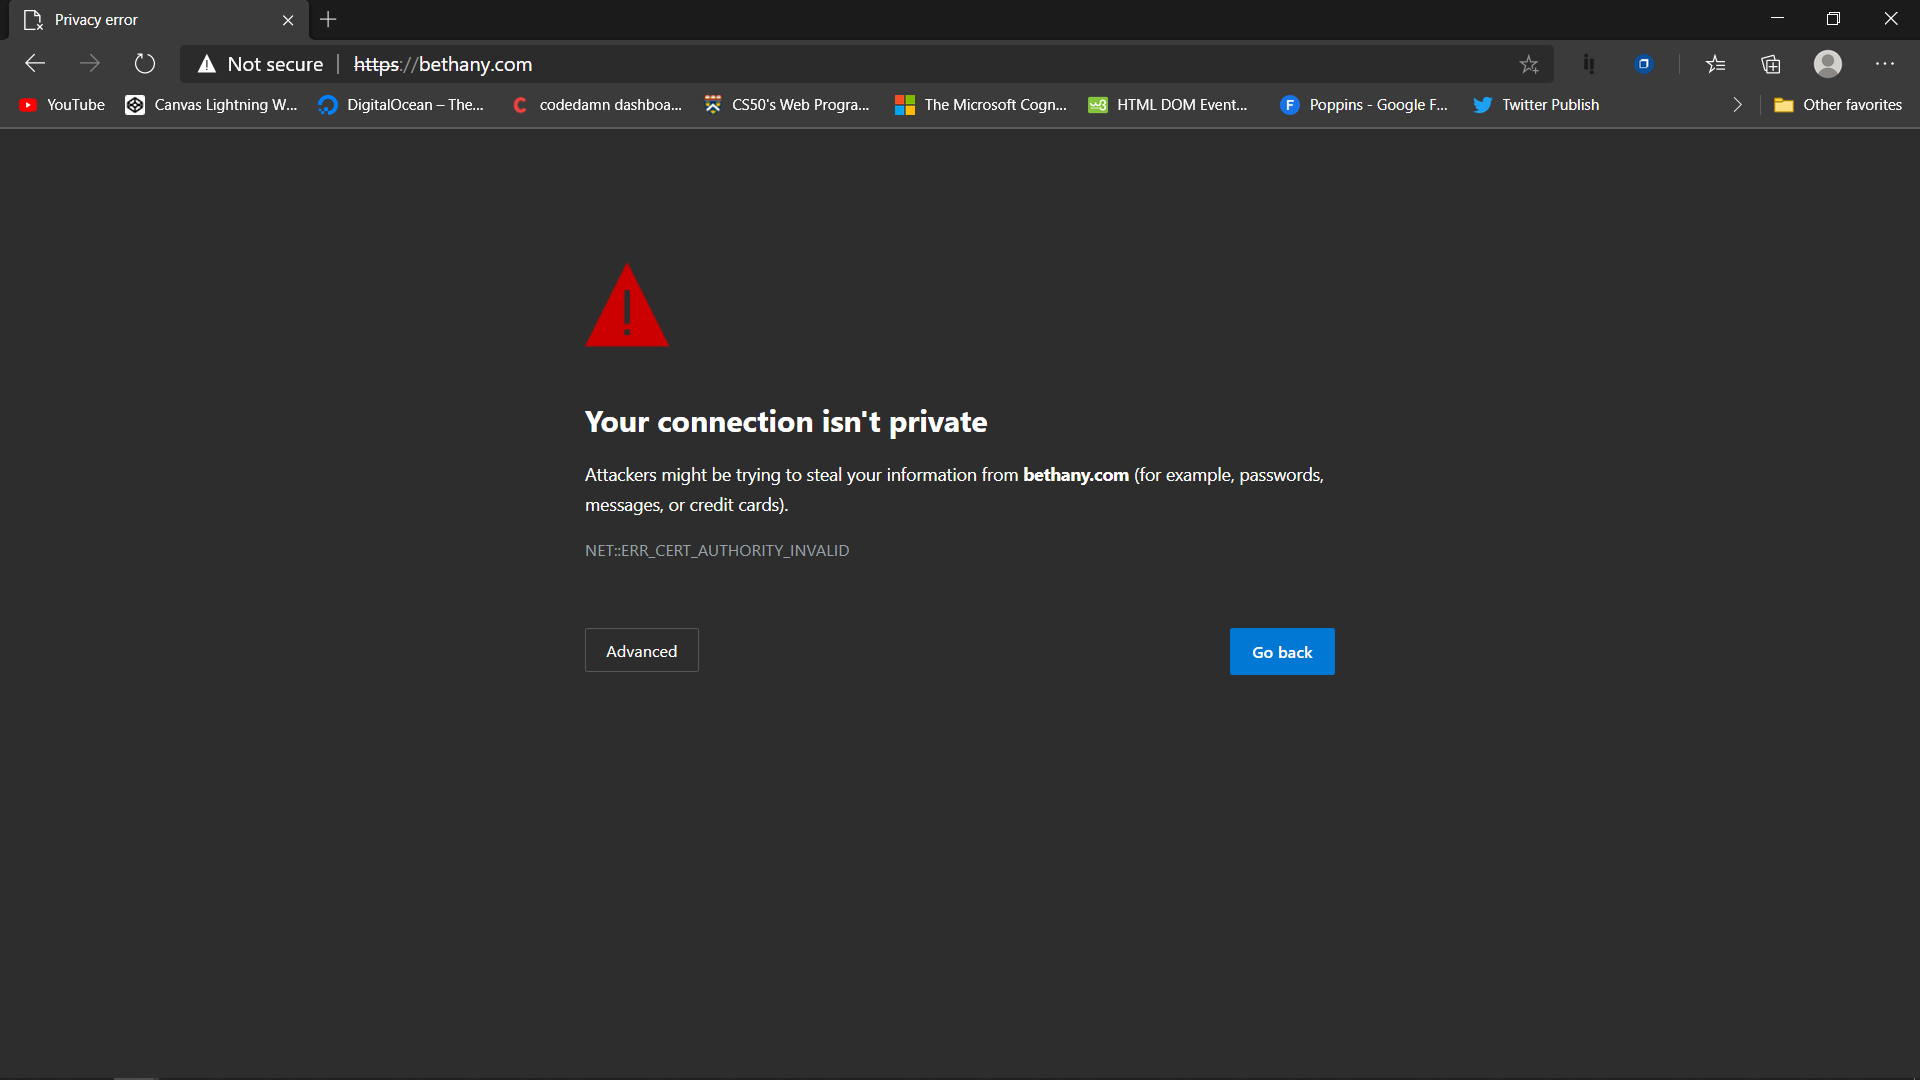 Privacy error
Not secure | https://bethany.com
YouTube
Canvas Lightning W...
DigitalOcean – The...
codedamn dashboa...
CS50's Web Progra...
The Microsoft Cogn...
HTML DOM Event...
Poppins - Google F...
Twitter Publish
Other favorites
Your connection isn't private
Attackers might be trying to steal your information from bethany.com (for example, passwords,
messages, or credit cards).
NET::ERR_CERT_AUTHORITY_INVALID
Advanced
Go back